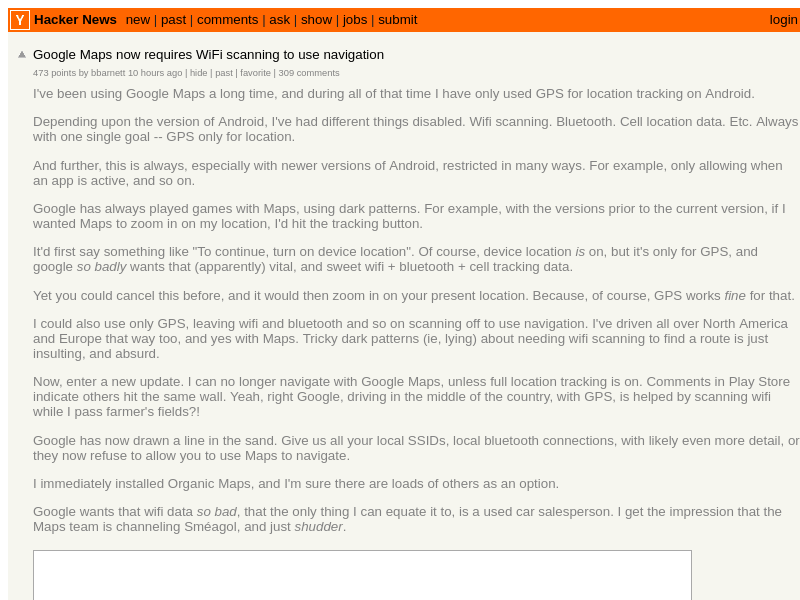 Y Hacker News new | past | comments | ask | show | jobs | submit login
Google Maps now requires WiFi scanning to use navigation
473 points by bbarnett 10 hours ago | hide | past | favorite | 309 comments
I've been using Google Maps a long time, and during all of that time I have only used GPS for location tracking on Android.
Depending upon the version of Android, I've had different things disabled. Wifi scanning. Bluetooth. Cell location data. Etc. Always
with one single goal -- GPS only for location.
And further, this is always, especially with newer versions of Android, restricted in many ways. For example, only allowing when
an app is active, and so on.
Google has always played games with Maps, using dark patterns. For example, with the versions prior to the current version, if I
wanted Maps to zoom in on my location, I'd hit the tracking button.
It'd first say something like "To continue, turn on device location". Of course, device location is on, but it's only for GPS, and
google so badly wants that (apparently) vital, and sweet wifi + bluetooth + cell tracking data.
Yet you could cancel this before, and it would then zoom in on your present location. Because, of course, GPS works fine for that.
I could also use only GPS, leaving wifi and bluetooth and so on scanning off to use navigation. I've driven all over North America
and Europe that way too, and yes with Maps. Tricky dark patterns (ie, lying) about needing wifi scanning to find a route is just
insulting, and absurd.
Now, enter a new update. I can no longer navigate with Google Maps, unless full location tracking is on. Comments in Play Store
indicate others hit the same wall. Yeah, right Google, driving in the middle of the country, with GPS, is helped by scanning wifi
while I pass farmer's fields?!
Google has now drawn a line in the sand. Give us all your local SSIDs, local bluetooth connections, with likely even more detail, or
they now refuse to allow you to use Maps to navigate.
I immediately installed Organic Maps, and I'm sure there are loads of others as an option.
Google wants that wifi data so bad, that the only thing I can equate it to, is a used car salesperson. I get the impression that the
Maps team is channeling Sméagol, and just shudder.